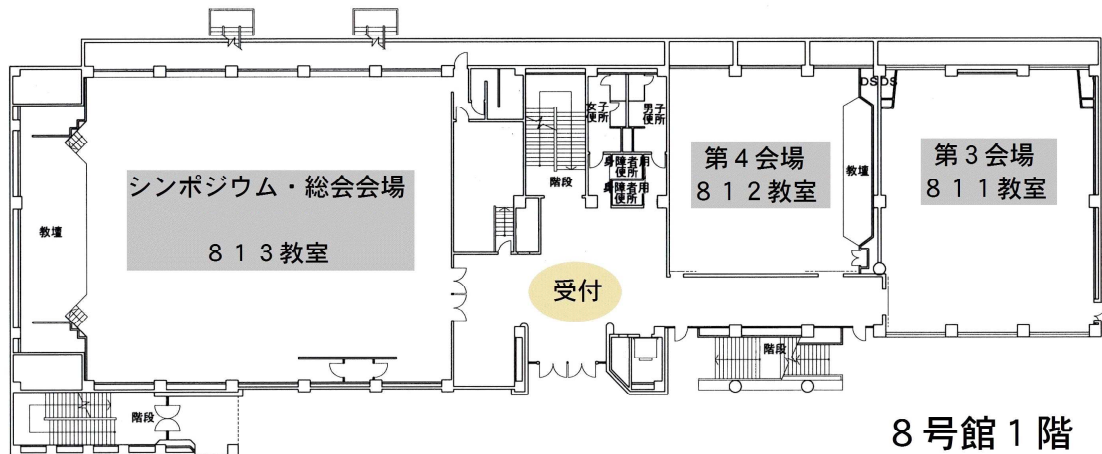 シンポジウム・総会会場
８１３教室
教壇
階段
階段
女子
便所
男子
便所
身障者用
便所
身障者用
便所
受付
第４会場
８１２教室
教壇
DSDS
第３会場
８１１教室
階段
８号館１階